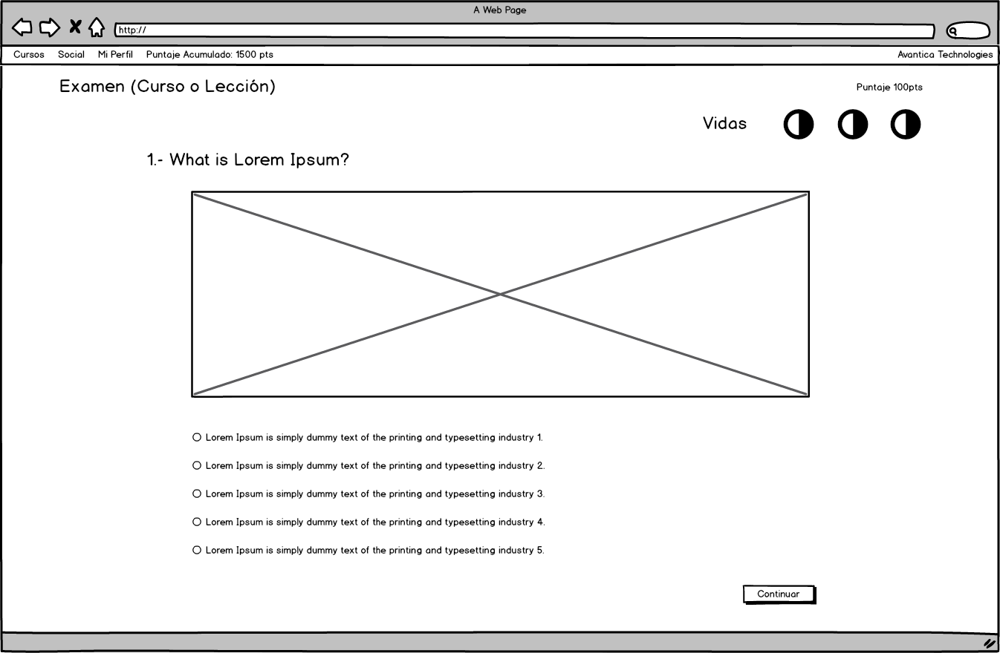 A Web Page
http://
Cursos Social Mi Perfil Puntaje Acumulado: 1500 pts Avantica Technologies
Examen (Curso o Lección) Puntaje 100pts
Vidas
1.- What is Lorem Ipsum?
Lorem Ipsum is simply dummy text of the printing and typesetting industry 1.
Lorem Ipsum is simply dummy text of the printing and typesetting industry 2.
Lorem Ipsum is simply dummy text of the printing and typesetting industry 3.
Lorem Ipsum is simply dummy text of the printing and typesetting industry 4.
Lorem Ipsum is simply dummy text of the printing and typesetting industry 5.
Continuar